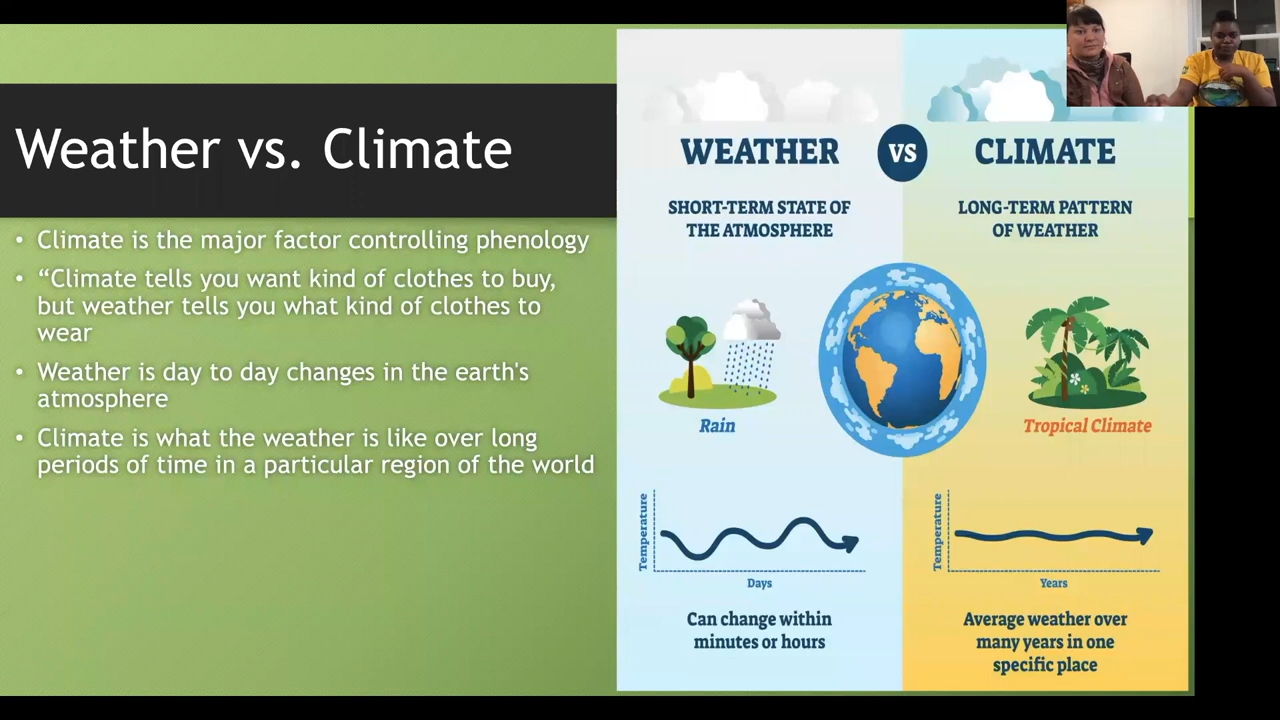 Weather vs. Climate
• Climate is the major factor controlling phenology
• “Climate tells you want kind of clothes to buy,
but weather tells you what kind of clothes to
wear
• Weather is day to day changes in the earth's
atmosphere
• Climate is what the weather is like over long
periods of time in a particular region of the world
WEATHER
VS
CLIMATE
SHORT-TERM STATE OF
THE ATMOSPHERE
LONG-TERM PATTERN
OF WEATHER
Rain
Tropical Climate
Temperature
Days
Temperature
Years
Can change within
minutes or hours
Average weather over
many years in one
specific place